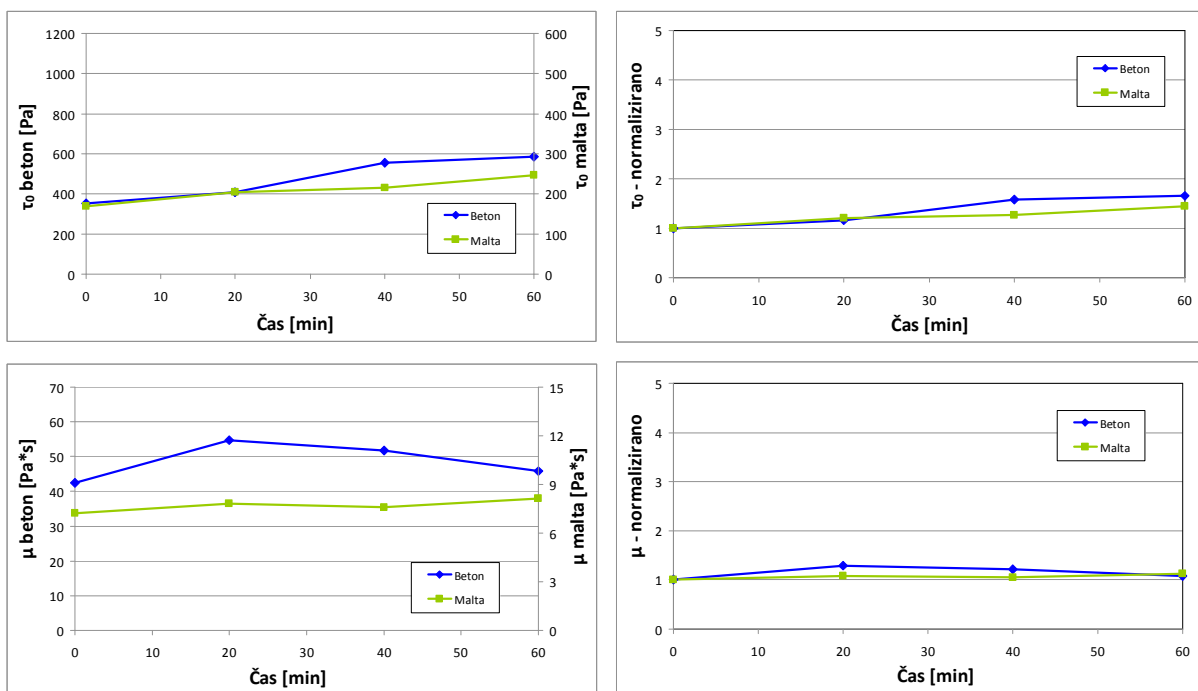 1200
1000
800
600
400
200
0
600
500
400
300
200
100
0
0 10 20 30 40 50 60
τ₀ beton [Pa]
τ₀ malta [Pa]
Čas [min]
Beton
Malta
5
4
3
2
1
0
0 10 20 30 40 50 60
τ₀ - normalizirano
Čas [min]
Beton
Malta
70
60
50
40
30
20
10
0
15
12
9
6
3
0
0 10 20 30 40 50 60
µ beton [Pa*s]
µ malta [Pa*s]
Čas [min]
Beton
Malta
5
4
3
2
1
0
0 10 20 30 40 50 60
µ - normalizirano
Čas [min]
Beton
Malta